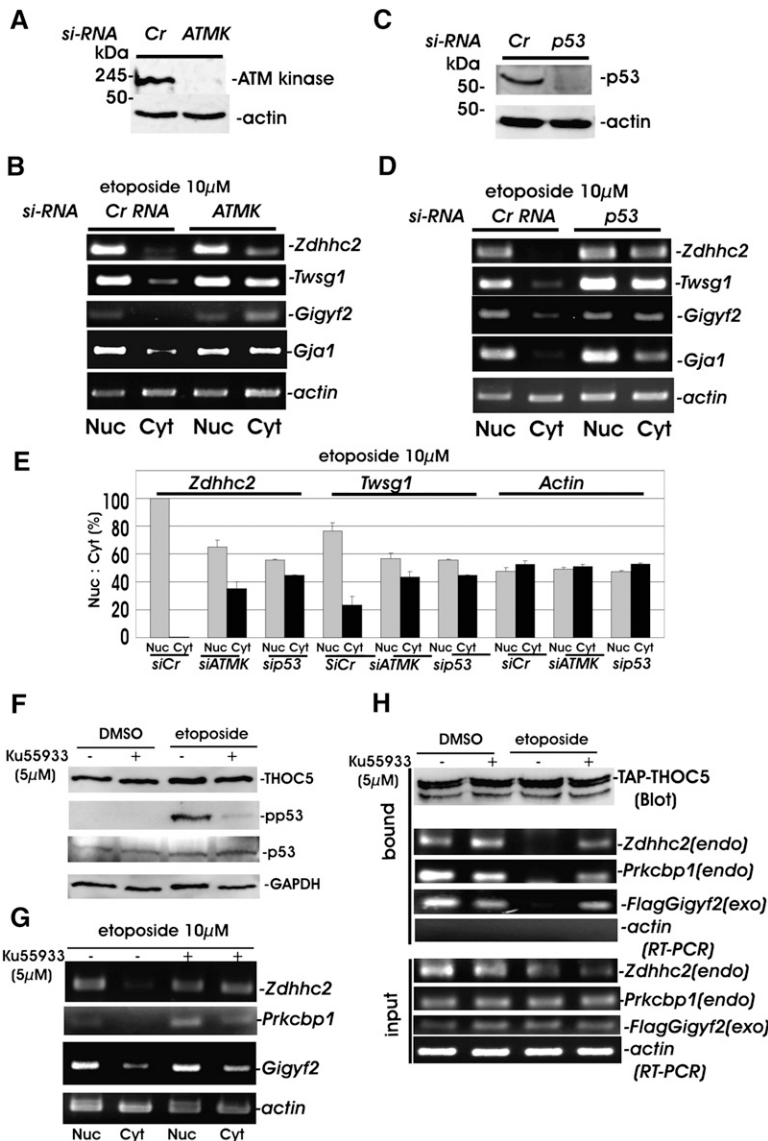 A
si-RNA Cr ATMK
kDa
245-
-ATM kinase
50-
-actin
C
si-RNA Cr p53
kDa
50-
-p53
50-
-actin
B
etoposide 10μM
si-RNA Cr RNA ATMK
-Zdhhc2
-Twsg1
-Gigyf2
-Gja1
-actin
Nuc Cyt Nuc Cyt
D
etoposide 10μM
si-RNA Cr RNA p53
-Zdhhc2
-Twsg1
-Gigyf2
-Gja1
-actin
Nuc Cyt Nuc Cyt
E
etoposide 10μM
Zdhhc2 Twsg1 Actin
Nuc : Cyt (%)
100
80
60
40
20
0
Nuc Cyt Nuc Cyt Nuc Cyt Nuc Cyt Nuc Cyt Nuc Cyt Nuc Cyt Nuc Cyt Nuc Cyt
siCr siATMK sip53 SiCr siATMK sip53 siCr siATMK sip53
F
DMSO etoposide
Ku55933 - + - +
(5μM)
-THOC5
-pp53
-p53
-GAPDH
G
etoposide 10μM
Ku55933 - - + +
(5μM)
-Zdhhc2
-Prkcbp1
Gigyf2
-actin
Nuc Cyt Nuc Cyt
H
DMSO etoposide
Ku55933 - + - +
(5μM)
-TAP-THOC5
(Blot)
bound
-Zdhhc2(endo)
-Prkcbp1(endo)
-FlagGigyf2(exo)
-actin
(RT-PCR)
input
-Zdhhc2(endo)
-Prkcbp1(endo)
-FlagGigyf2(exo)
-actin
(RT-PCR)